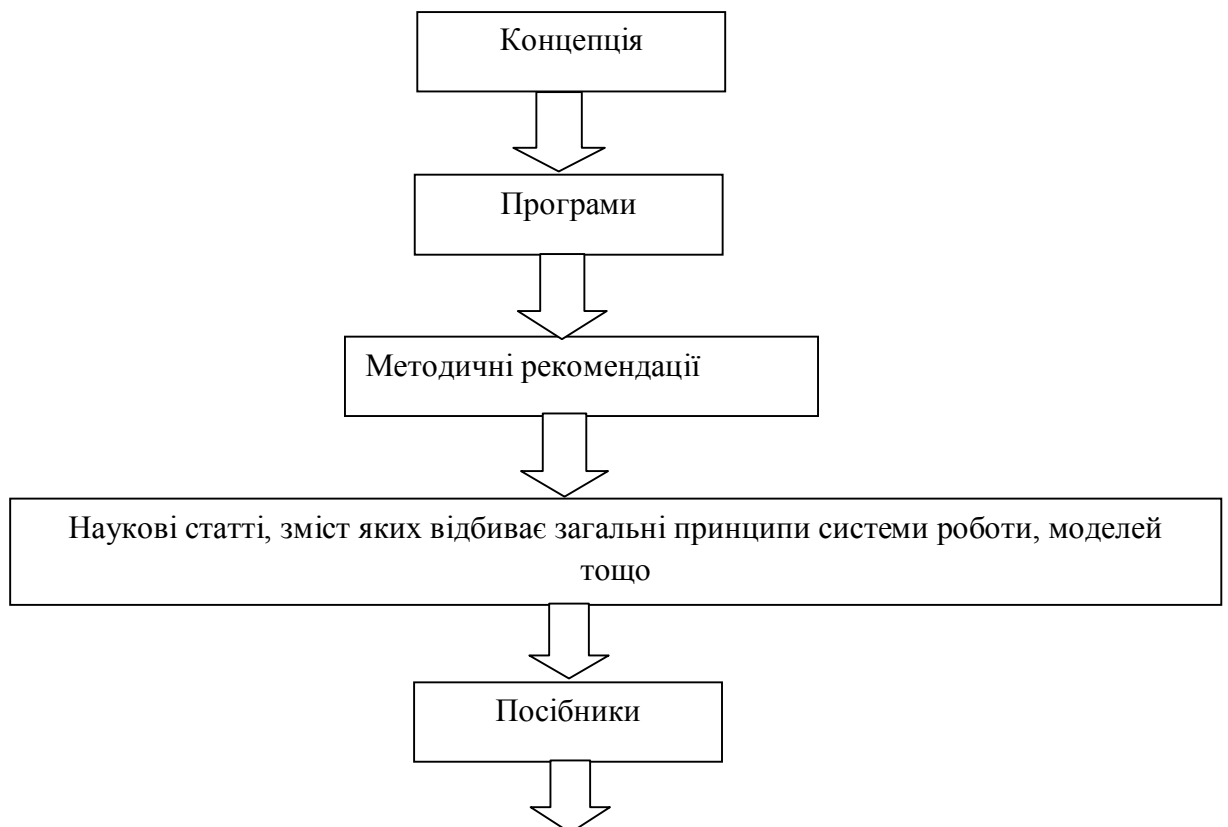 Концепція
Програми
Методичні рекомендації
Наукові статті, зміст яких відбиває загальні принципи системи роботи, моделей
тощо
Посібники